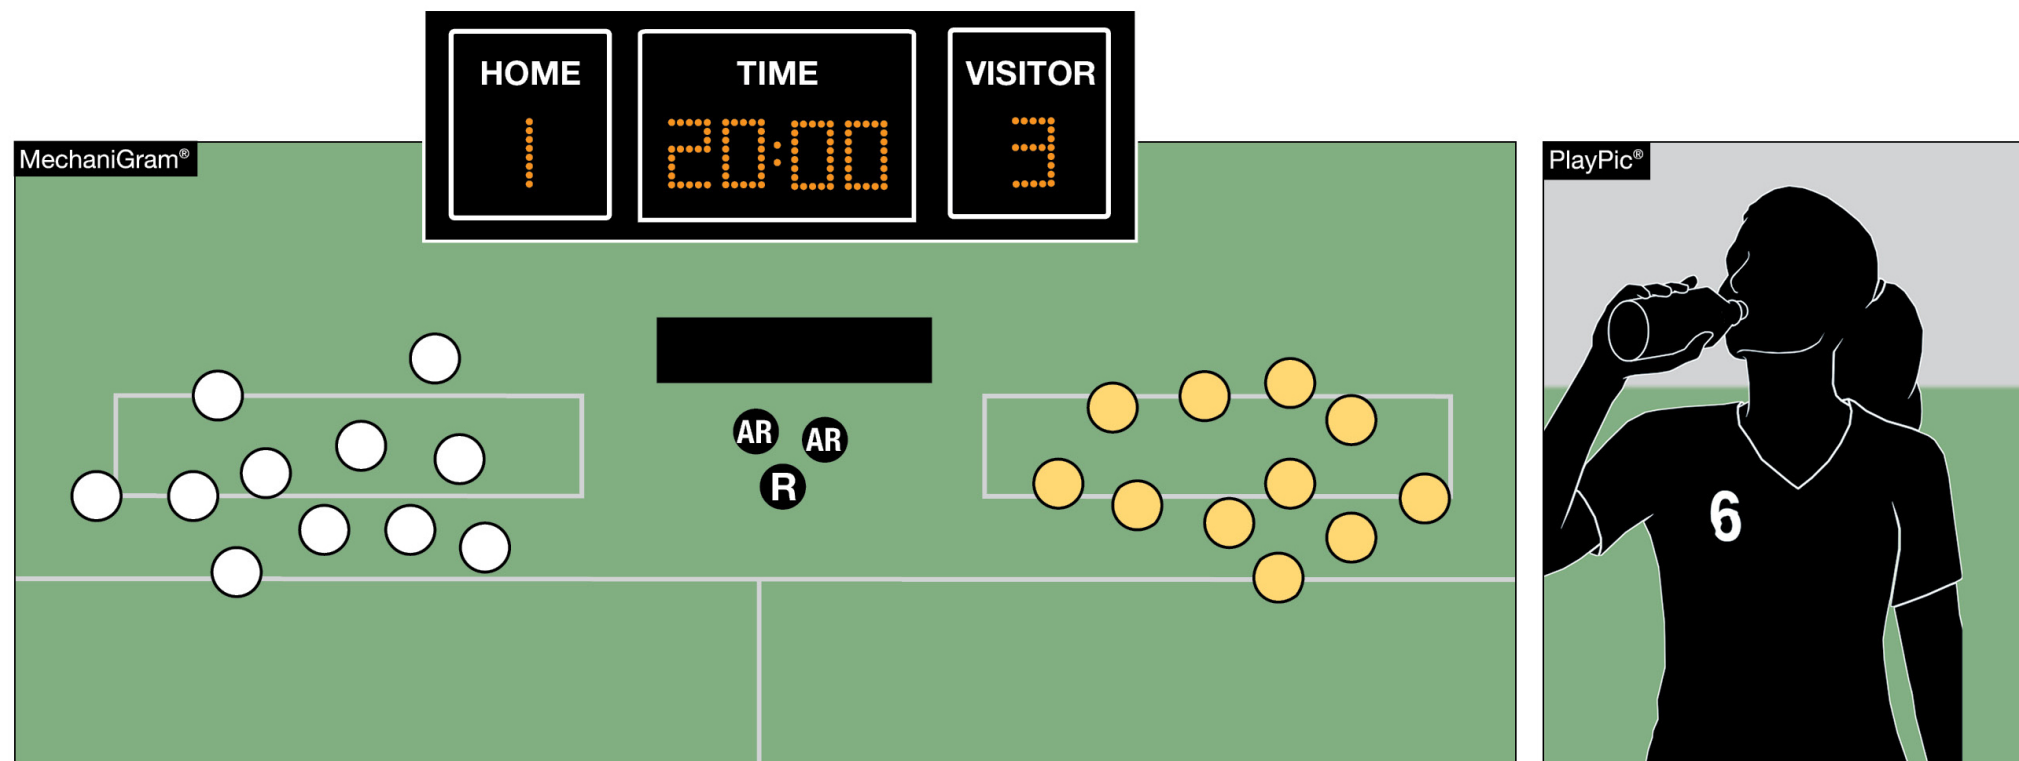 HOME TIME VISITOR
1 20:00 3
MechaniGram®
PlayPic®
AR AR
R
6